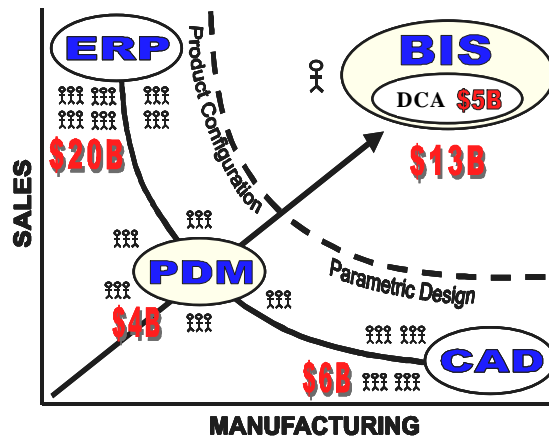 ERP
BIS
DCA $5B
$20B
$13B
Product Configuration
SALES
PDM
Parametric Design
$4B
$6B
CAD
MANUFACTURING